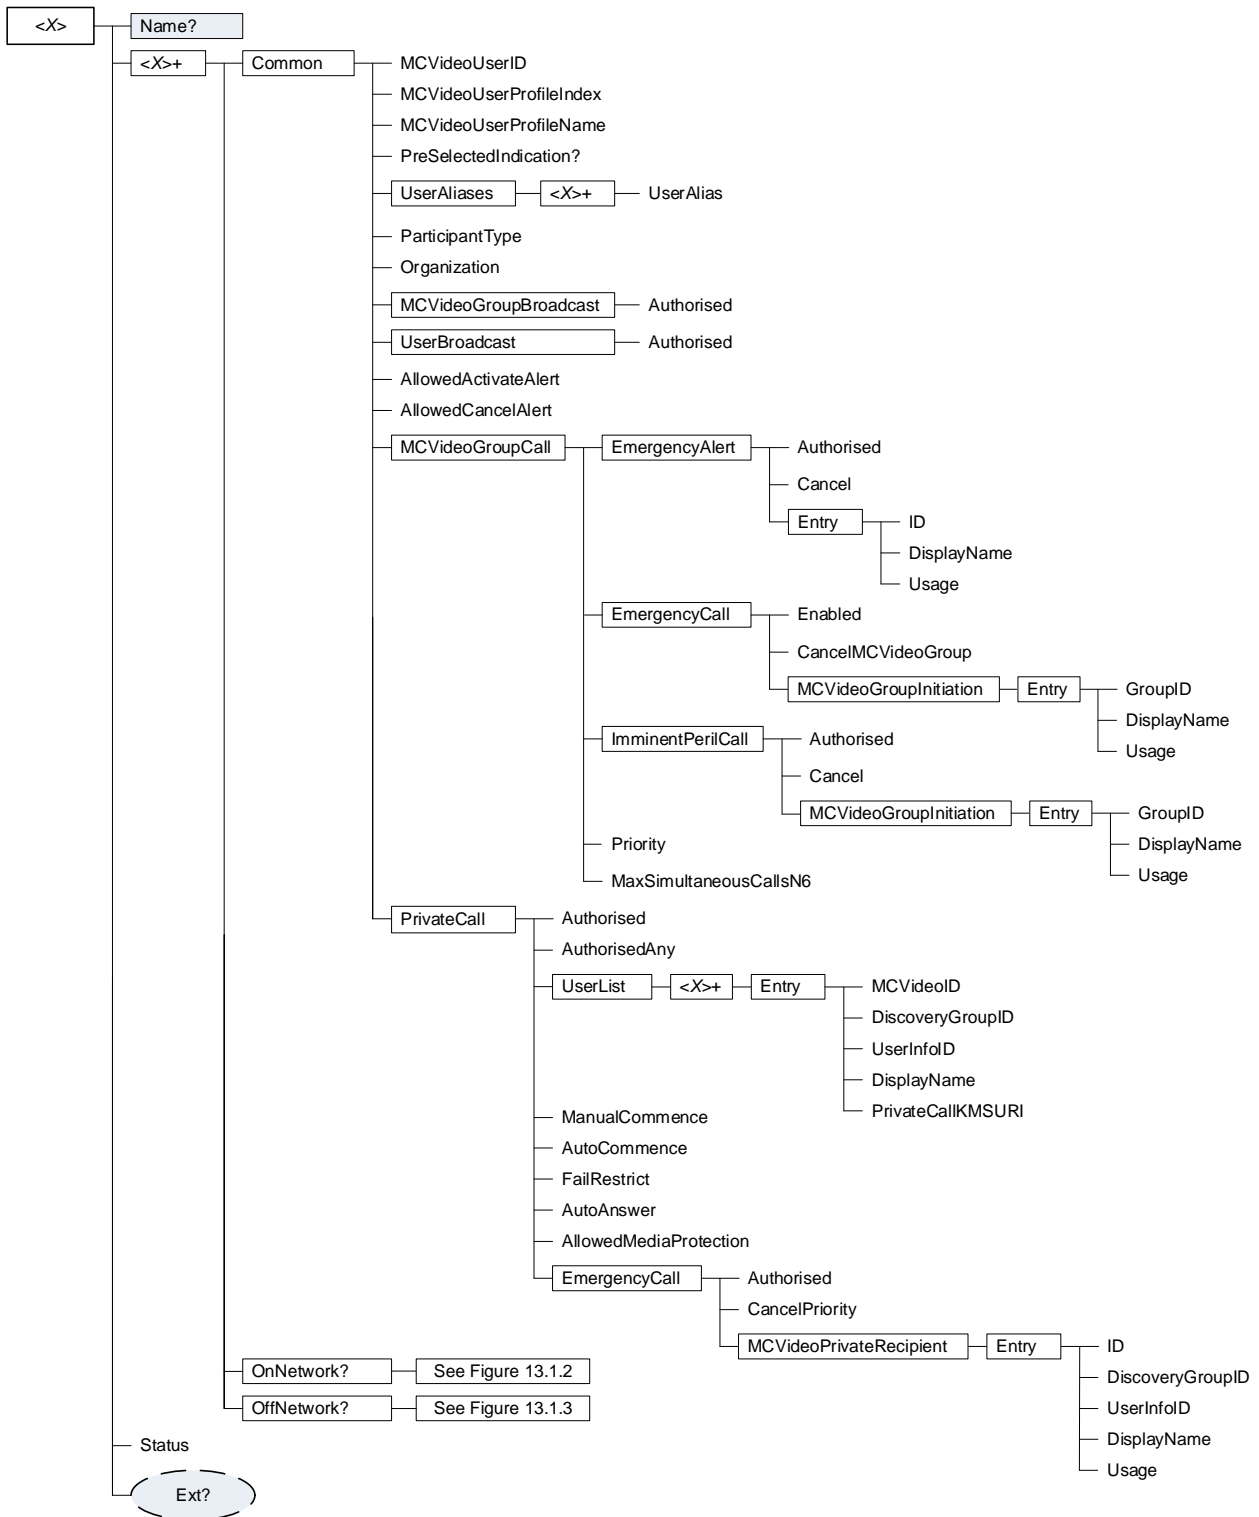 <X>
Name?
<X>+
Common
MCVideoUserID
MCVideoUserProfileIndex
MCVideoUserProfileName
PreSelectedIndication?
UserAliases
<X>+
UserAlias
ParticipantType
Organization
MCVideoGroupBroadcast
Authorised
UserBroadcast
Authorised
AllowedActivateAlert
AllowedCancelAlert
MCVideoGroupCall
EmergencyAlert
Authorised
Cancel
Entry
ID
DisplayName
Usage
EmergencyCall
Enabled
CancelMCVideoGroup
MCVideoGroupInitiation
Entry
GroupID
DisplayName
Usage
ImminentPerilCall
Authorised
Cancel
MCVideoGroupInitiation
Entry
GroupID
DisplayName
Usage
Priority
MaxSimultaneousCallsN6
PrivateCall
Authorised
AuthorisedAny
UserList
<X>+
Entry
MCVideoID
DiscoveryGroupID
UserInfoID
DisplayName
PrivateCallKMSURI
ManualCommence
AutoCommence
FailRestrict
AutoAnswer
AllowedMediaProtection
EmergencyCall
Authorised
CancelPriority
MCVideoPrivateRecipient
Entry
ID
DiscoveryGroupID
UserInfoID
DisplayName
Usage
OnNetwork?
See Figure 13.1.2
OffNetwork?
See Figure 13.1.3
Status
Ext?